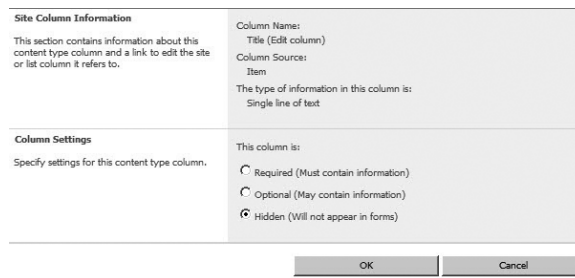 Site Column Information
This section contains information about this
content type column and a link to edit the site
or list column it refers to.
Column Name:
Title (Edit column)
Column Source:
Item
The type of information in this column is:
Single line of text
Column Settings
Specify settings for this content type column.
This column is:
Required (Must contain information)
Optional (May contain information)
Hidden (Will not appear in forms)
OK
Cancel